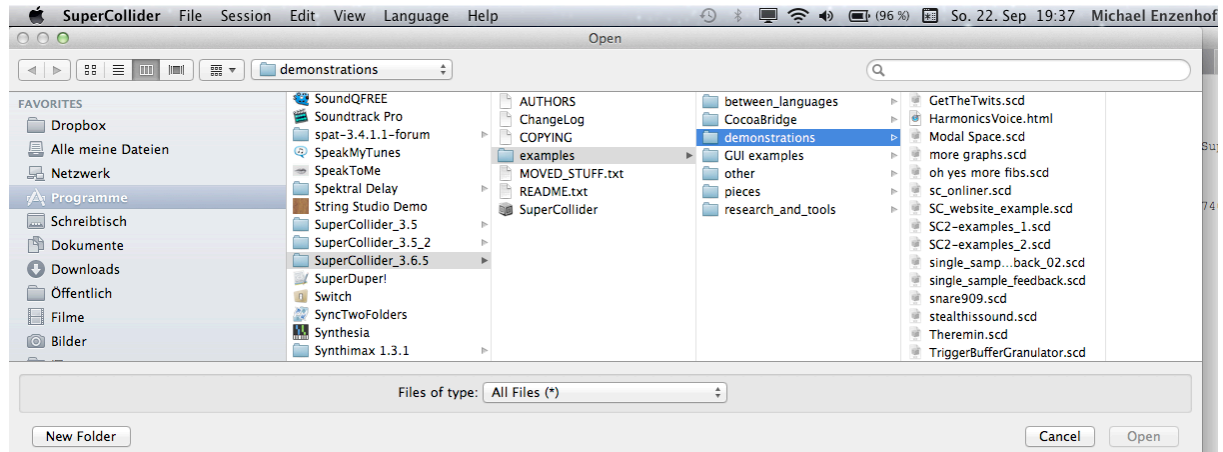 SuperCollider File Session Edit View Language Help (96 %) So. 22. Sep 19:37 Michael Enzenhof
Open
demonstrations
FAVORITES
Dropbox
Alle meine Dateien
Netzwerk
Programme
Schreibtisch
Dokumente
Downloads
Öffentlich
Filme
Bilder
SoundQFREE
Soundtrack Pro
spat-3.4.1.1-forum
SpeakMyTunes
SpeakToMe
Spektral Delay
String Studio Demo
SuperCollider_3.5
SuperCollider_3.5_2
SuperCollider_3.6.5
SuperDuper!
Switch
SyncTwoFolders
Synthesia
Synthimax 1.3.1
AUTHORS
ChangeLog
COPYING
examples
MOVED_STUFF.txt
README.txt
SuperCollider
between_languages
CocoaBridge
demonstrations
GUI examples
other
pieces
research_and_tools
GetTheTwits.scd
HarmonicsVoice.html
Modal Space.scd
more graphs.scd
oh yes more fibs.scd
sc_onliner.scd
SC_website_example.scd
SC2-examples_1.scd
SC2-examples_2.scd
single_samp...back_02.scd
single_sample_feedback.scd
snare909.scd
stealthissound.scd
Theremin.scd
TriggerBufferGranulator.scd
Su
74
Files of type: All Files (*)
New Folder Cancel Open